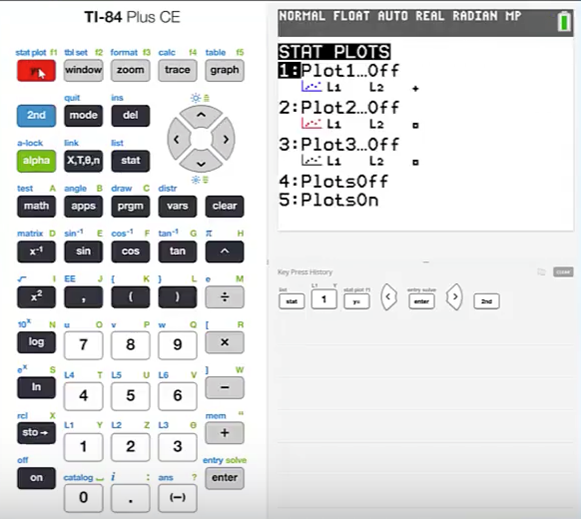 TI-84 Plus CE
stat plot f1 tbl set f2 format f3 calc f4 table f5
window zoom trace graph
quit ins
2nd mode del
a-lock link list
alpha X,T,θ,n stat
test A angle B draw C distr
math apps prgm vars clear
matrix D sin⁻¹ E cos⁻¹ F tan⁻¹ G π H
x⁻¹ sin cos tan ^
√ I EE J { K } L e M
x² , ( ) ÷
10ˣ N u O v P w Q [ R
log 7 8 9 ×
eˣ S L4 T L5 U L6 V ] W
ln 4 5 6 −
rcl X L1 Y L2 Z L3 θ mem "
sto→ 1 2 3 +
off catalog i : ans ? entry solve
on 0 . (−) enter
NORMAL FLOAT AUTO REAL RADIAN MP
STAT PLOTS
1:Plot1…Off
L1 L2 +
2:Plot2…Off
L1 L2 □
3:Plot3…Off
L1 L2 □
4:PlotsOff
5:PlotsOn
Key Press History
list L1 Y stat plot f1 entry solve
stat 1 y= < enter > 2nd